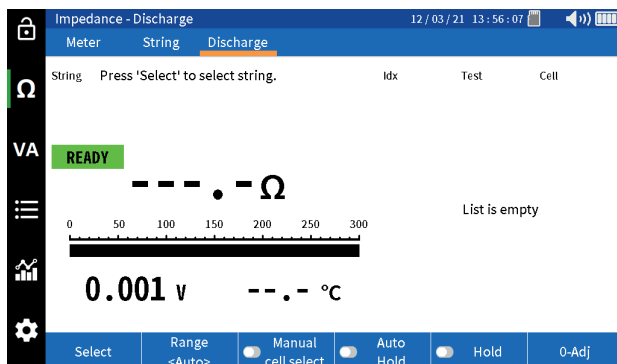 Impedance - Discharge 12 / 03 / 21 13 : 56 : 07
Meter String Discharge
String Press 'Select' to select string. Idx Test Cell
Ω
VA
READY
---.-Ω
List is empty
0 50 100 150 200 250 300
0.001 V --.- °C
Select Range <Auto> Manual cell select Auto Hold Hold 0-Adj